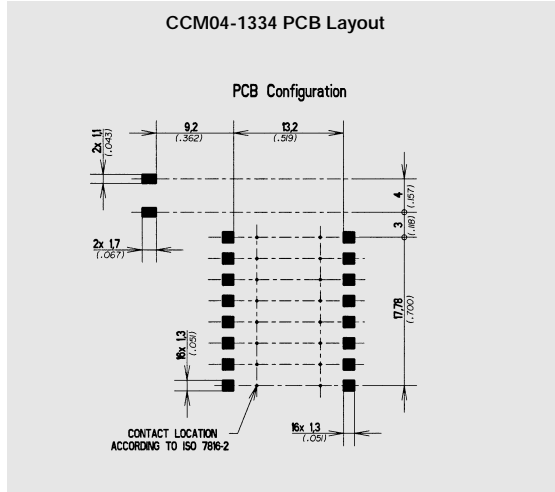 CCM04-1334 PCB Layout
PCB Configuration
9,2
(.362)
13,2
(.519)
2x 1,1
(.043)
4
(.157)
3
(.118)
2x 1,7
(.067)
17,78
(.700)
16x 1,3
(.051)
16x 1,3
(.051)
CONTACT LOCATION
ACCORDING TO ISO 7816-2